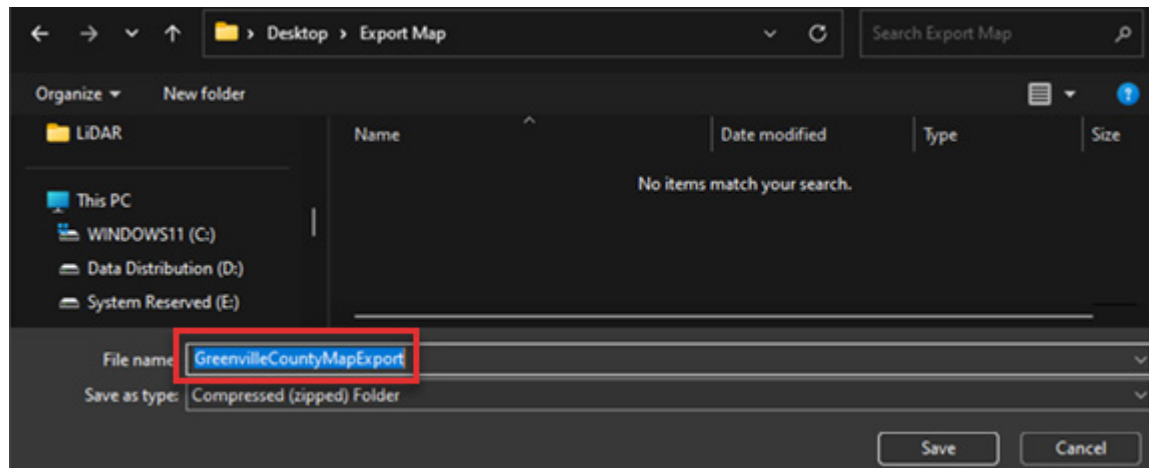 Desktop > Export Map
Search Export Map
Organize
New folder
LiDAR
Name
Date modified
Type
Size
No items match your search.
This PC
WINDOWS11 (C:)
Data Distribution (D:)
System Reserved (E:)
File name: GreenvilleCountyMapExport
Save as type: Compressed (zipped) Folder
Save
Cancel